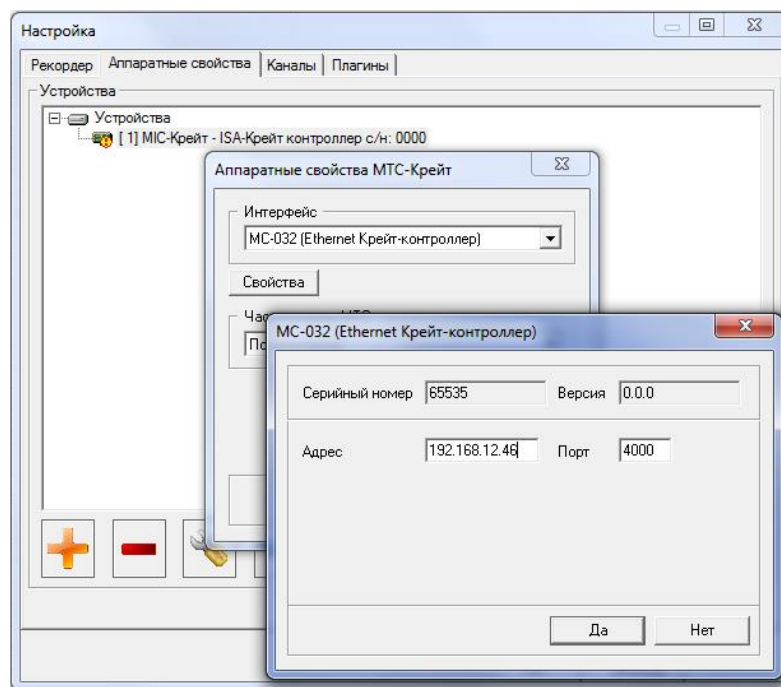 Настройка
Рекордер Аппаратные свойства Каналы Плагины
Устройства
Устройства
[ 1] MIC-Крейт - ISA-Крейт контроллер с/н: 0000
Аппаратные свойства МТС-Крейт
Интерфейс
MC-032 (Ethernet Крейт-контроллер)
Свойства
MC-032 (Ethernet Крейт-контроллер)
Серийный номер 65535 Версия 0.0.0
Адрес 192.168.12.46 Порт 4000
Да Нет